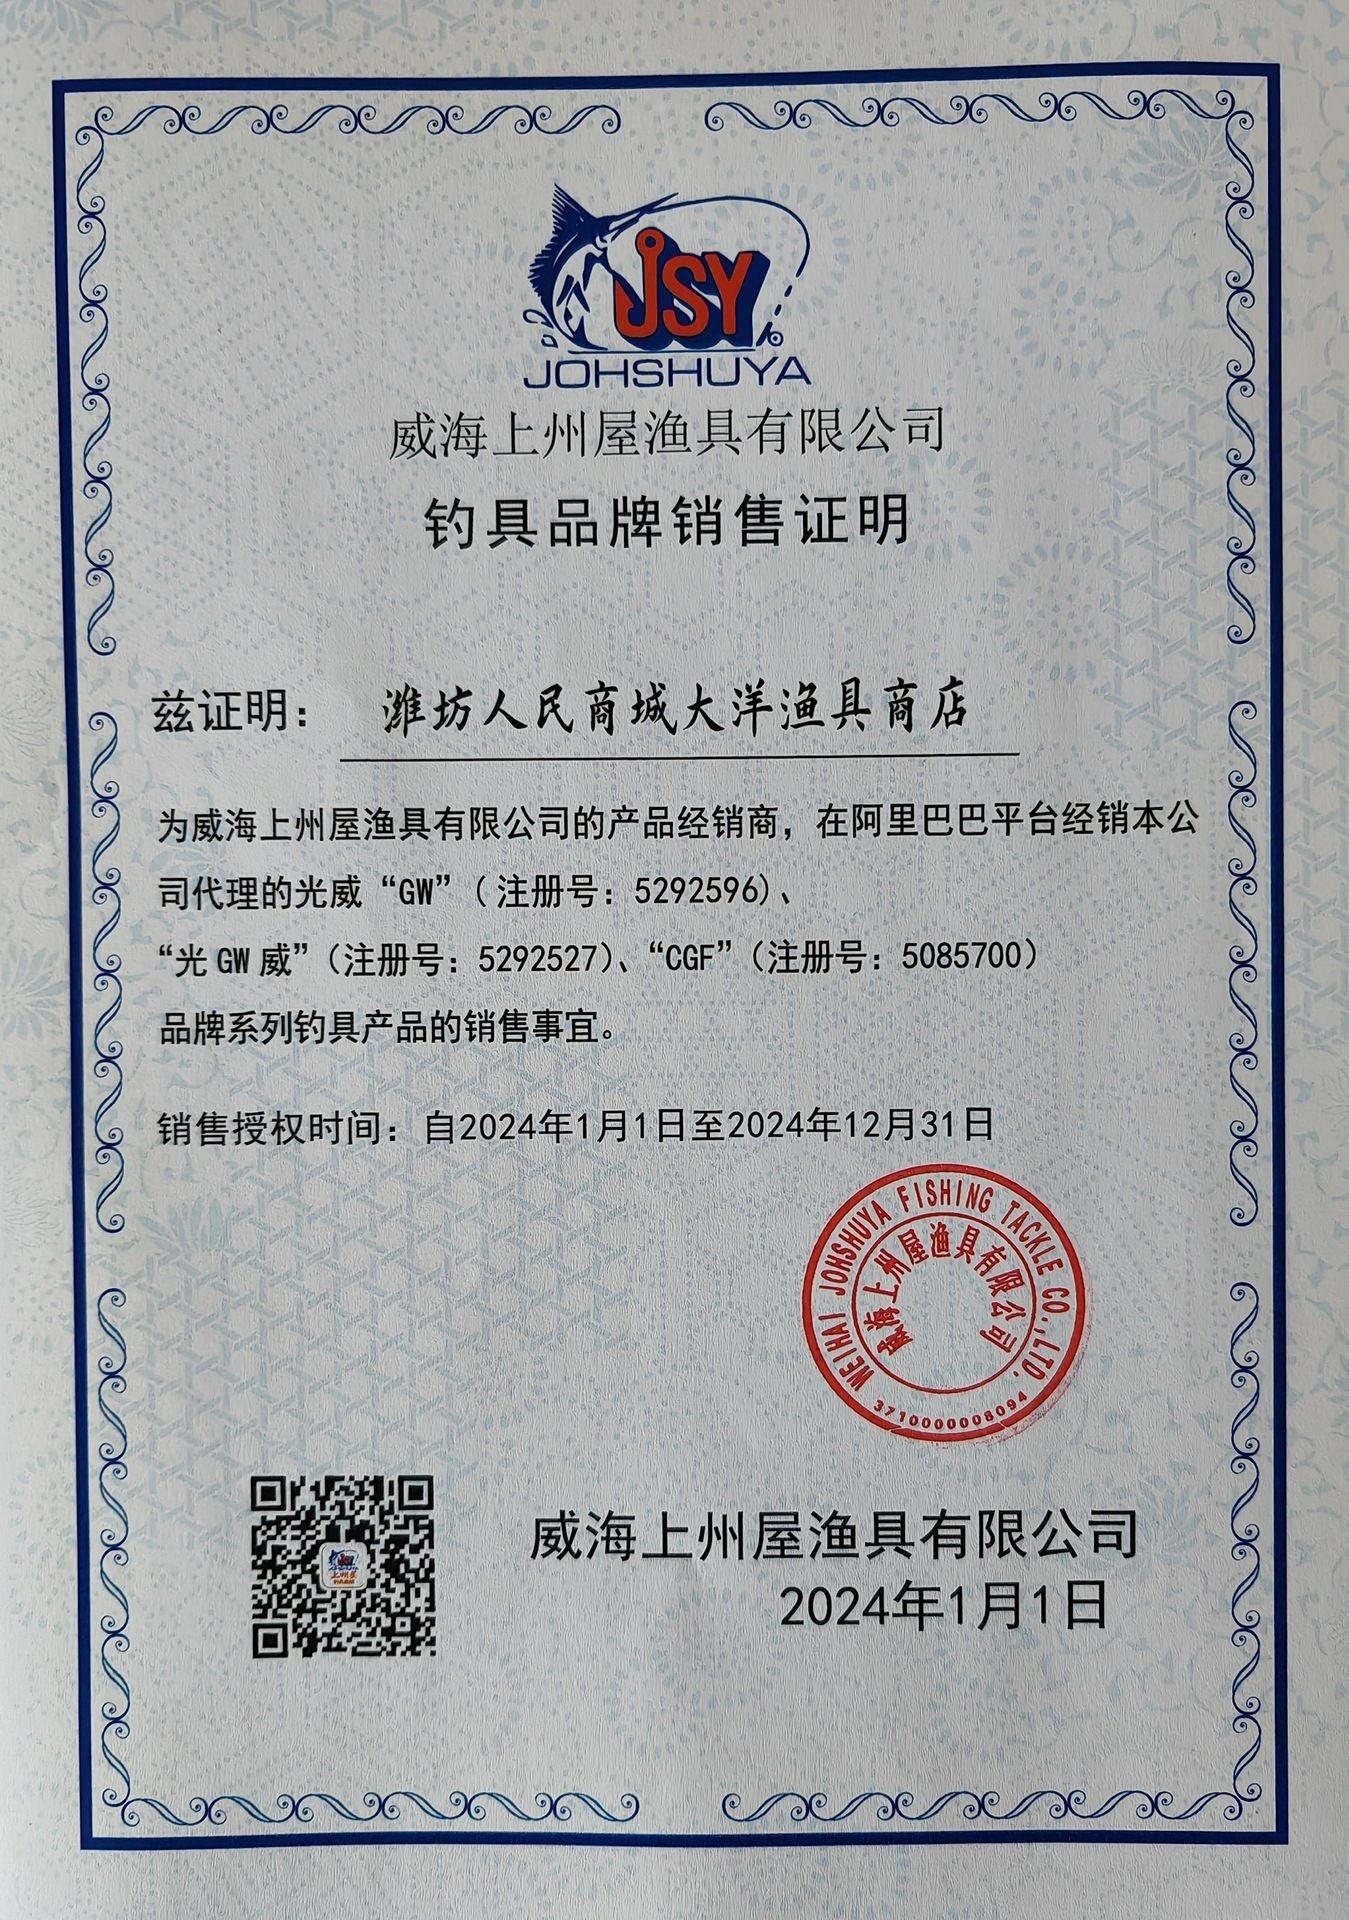 JSY
JOHSHUYA
威海上州屋渔具有限公司
钓具品牌销售证明
兹证明：潍坊人民商城大洋渔具商店
为威海上州屋渔具有限公司的产品经销商，在阿里巴巴平台经销本公
司代理的光威“GW”（注册号：5292596）、
“光GW威”（注册号：5292527）、“CGF”（注册号：5085700）
品牌系列钓具产品的销售事宜。
销售授权时间：自2024年1月1日至2024年12月31日
WEIHAI JOHSHUYA FISHING TACKLE CO.,LTD.
威海上州屋渔具有限公司
3710000008094
JSY
上州屋
威海上州屋渔具有限公司
2024年1月1日